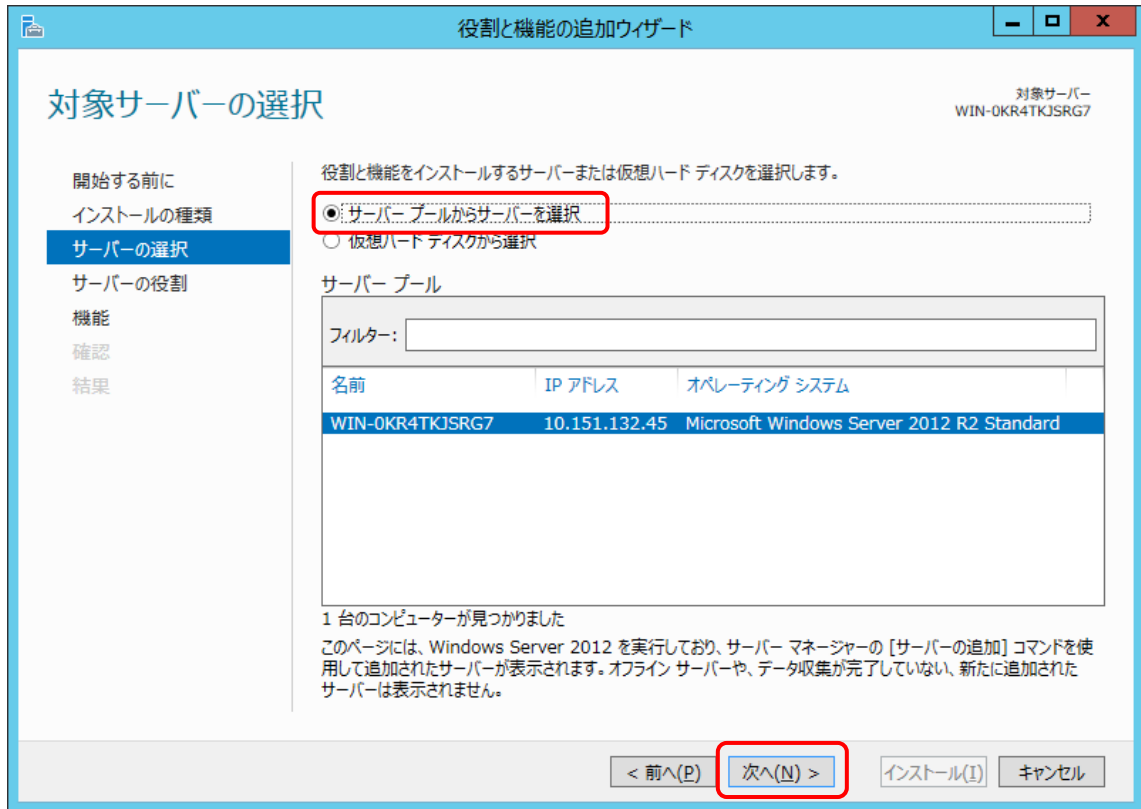 役割と機能の追加ウィザード
対象サーバーの選択
対象サーバー
WIN-0KR4TKJSRG7
開始する前に
インストールの種類
サーバーの選択
サーバーの役割
機能
確認
結果
役割と機能をインストールするサーバーまたは仮想ハード ディスクを選択します。
サーバー プールからサーバーを選択
仮想ハード ディスクから選択
サーバー プール
フィルター:
名前 IP アドレス オペレーティング システム
WIN-0KR4TKJSRG7 10.151.132.45 Microsoft Windows Server 2012 R2 Standard
1 台のコンピューターが見つかりました
このページには、Windows Server 2012 を実行しており、サーバー マネージャーの [サーバーの追加] コマンドを使
用して追加されたサーバーが表示されます。オフライン サーバーや、データ収集が完了していない、新たに追加された
サーバーは表示されません。
< 前へ(P) 次へ(N) > インストール(I) キャンセル